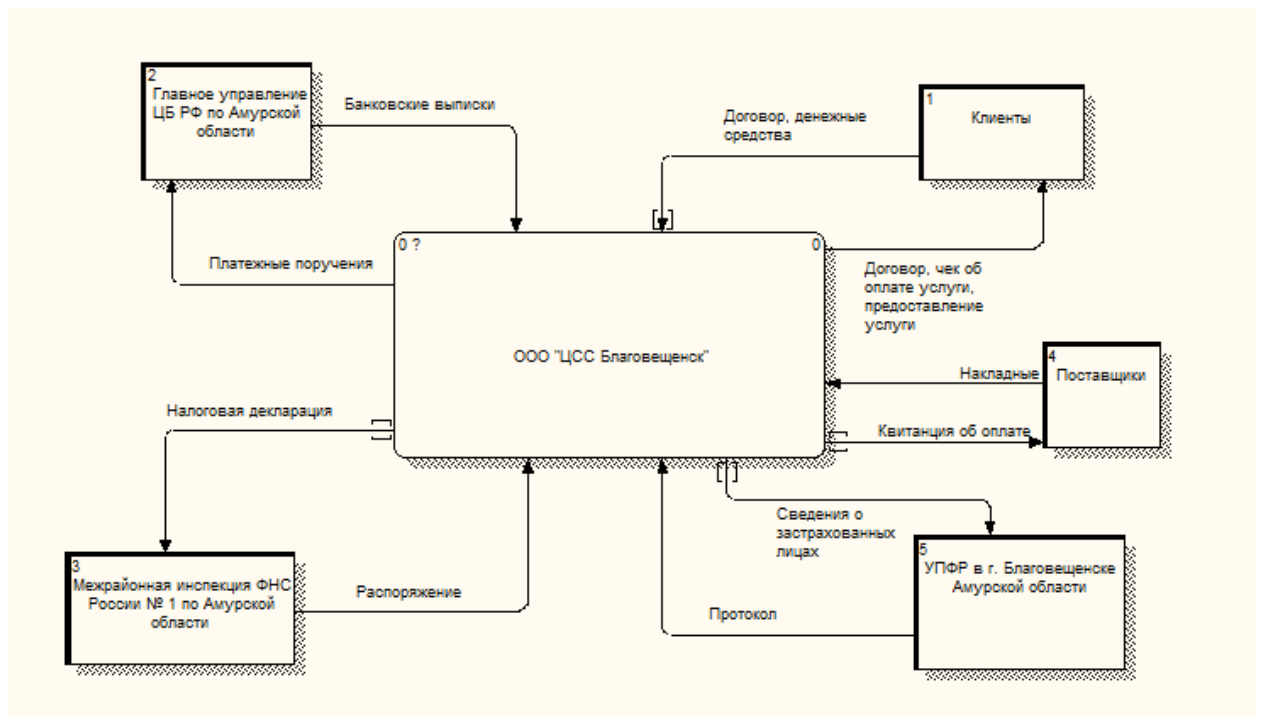 2
Главное управление
ЦБ РФ по Амурской
области
Банковские выписки
Договор, денежные
средства
1
Клиенты
0 ?
0
Платежные поручения
Договор, чек об
оплате услуги,
предоставление
услуги
ООО "ЦСС Благовещенск"
4
Поставщики
Накладные
Налоговая декларация
Квитанция об оплате
Сведения о
застрахованных
лицах
3
Межрайонная инспекция ФНС
России № 1 по Амурской
области
Распоряжение
Протокол
5
УПФР в г. Благовещенске
Амурской области